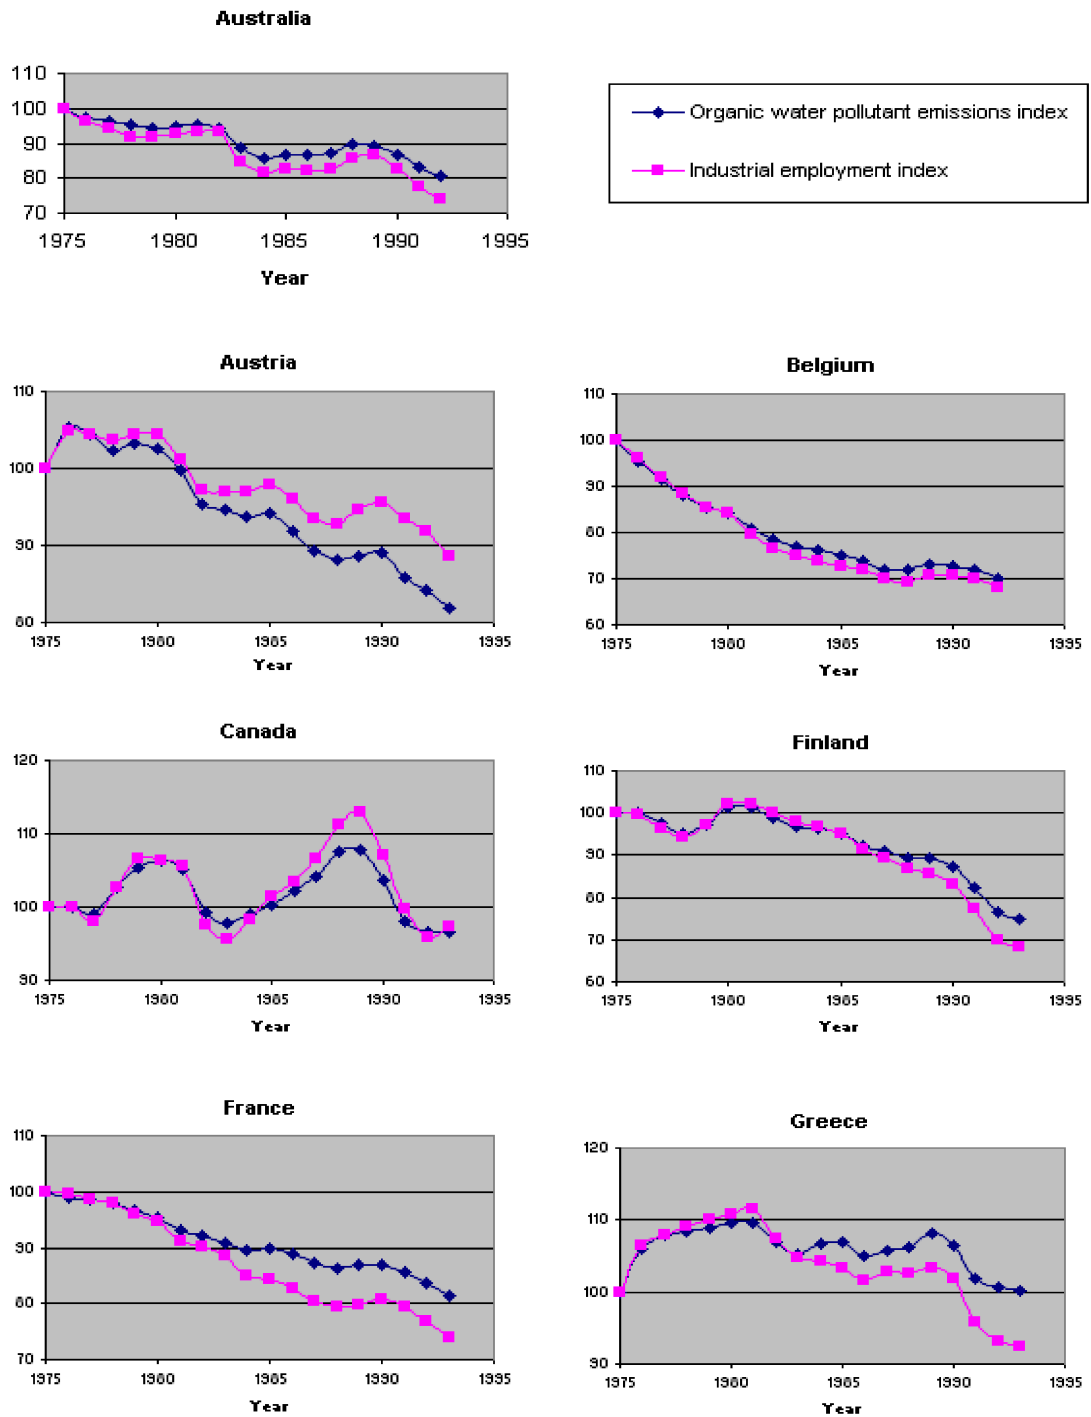 Australia
110
100
90
80
70
1975 1980 1985 1990 1995
Year
Organic water pollutant emissions index
Industrial employment index
Austria
110
100
90
80
1975 1980 1985 1990 1995
Year
Belgium
110
100
90
80
70
60
1975 1980 1985 1990 1995
Year
Canada
120
110
100
90
1975 1980 1985 1990 1995
Year
Finland
110
100
90
80
70
60
1975 1980 1985 1990 1995
Year
France
110
100
90
80
70
1975 1980 1985 1990 1995
Year
Greece
120
110
100
90
1975 1980 1985 1990 1995
Year